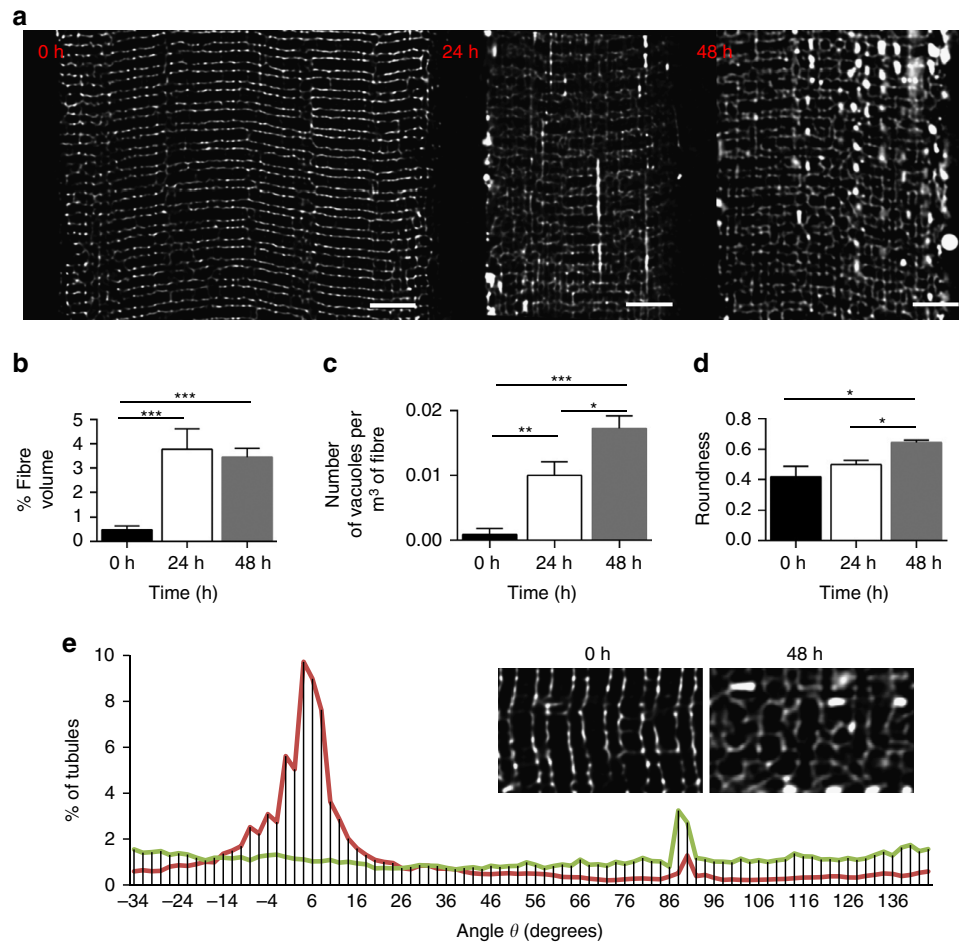 a
0 h
24 h
48 h
b
c
d
***
***
% Fibre
volume
5
4
3
2
1
0
0 h
24 h
48 h
Time (h)
***
*
**
Number
of vacuoles per
m³ of fibre
0.02
0.01
0.00
0 h
24 h
48 h
Time (h)
*
*
Roundness
0.8
0.6
0.4
0.2
0.0
0 h
24 h
48 h
Time (h)
e
0 h
48 h
% of tubules
10
8
6
4
2
0
–34
–24
–14
–4
6
16
26
36
46
56
66
76
86
96
106
116
126
136
Angle θ (degrees)